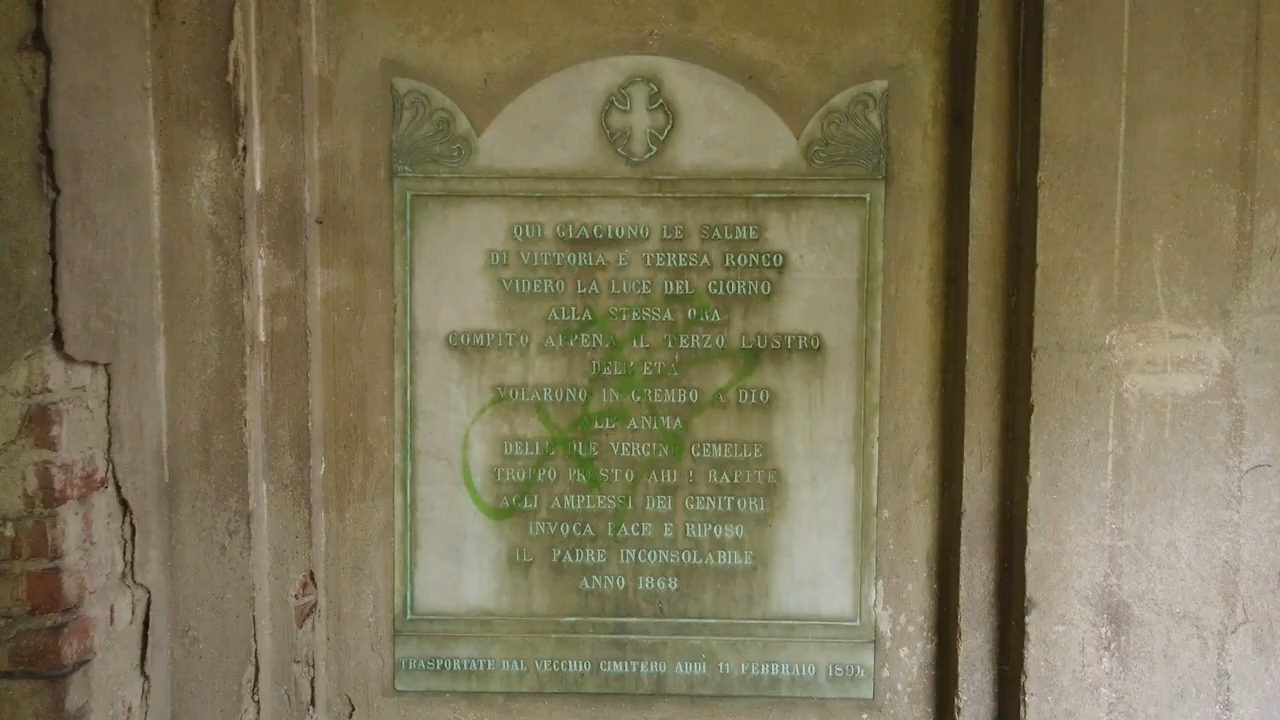 QUI GIACIONO LE SALME
DI VITTORIA E TERESA RONCO
VIDERO LA LUCE DEL GIORNO
ALLA STESSA ORA
COMPITO APPENA IL TERZO LUSTRO
DELL' ETÀ
VOLARONO IN GREMBO A DIO
ALL' ANIMA
DELLE DUE VERGINI GEMELLE
TROPPO PRESTO AHI ! RAPITE
AGLI AMPLESSI DEI GENITORI
INVOCA PACE E RIPOSO
IL PADRE INCONSOLABILE
ANNO 1868
TRASPORTATE DAL VECCHIO CIMITERO ADDÌ 11 FEBBRAIO 1894